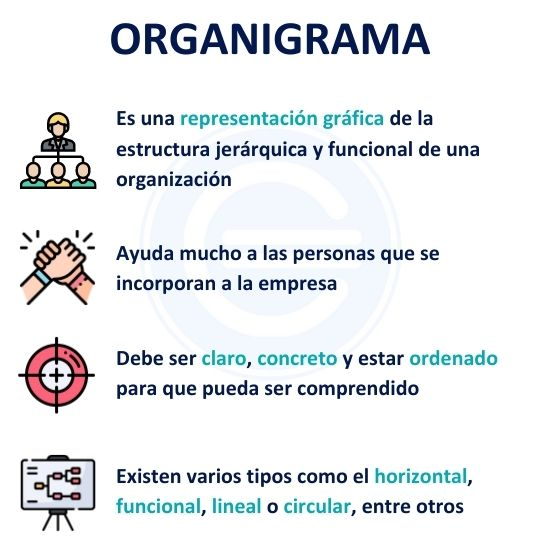 ORGANIGRAMA
Es una representación gráfica de la
estructura jerárquica y funcional de una
organización
Ayuda mucho a las personas que se
incorporan a la empresa
Debe ser claro, concreto y estar ordenado
para que pueda ser comprendido
Existen varios tipos como el horizontal,
funcional, lineal o circular, entre otros